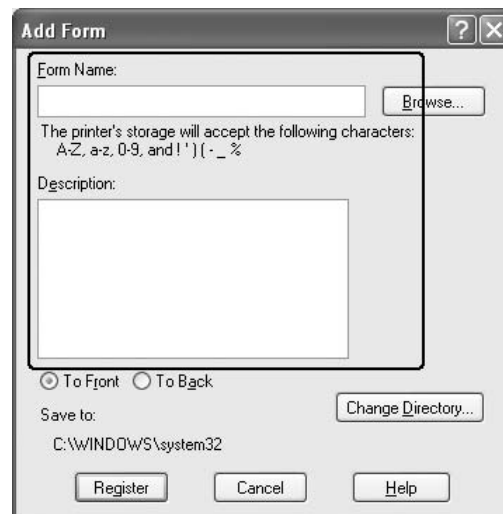 Add Form
Form Name:
Browse...
The printer's storage will accept the following characters:
A-Z, a-z, 0-9, and ! ' ) ( - _ %
Description:
To Front To Back
Save to:
Change Directory...
C:\WINDOWS\system32
Register Cancel Help